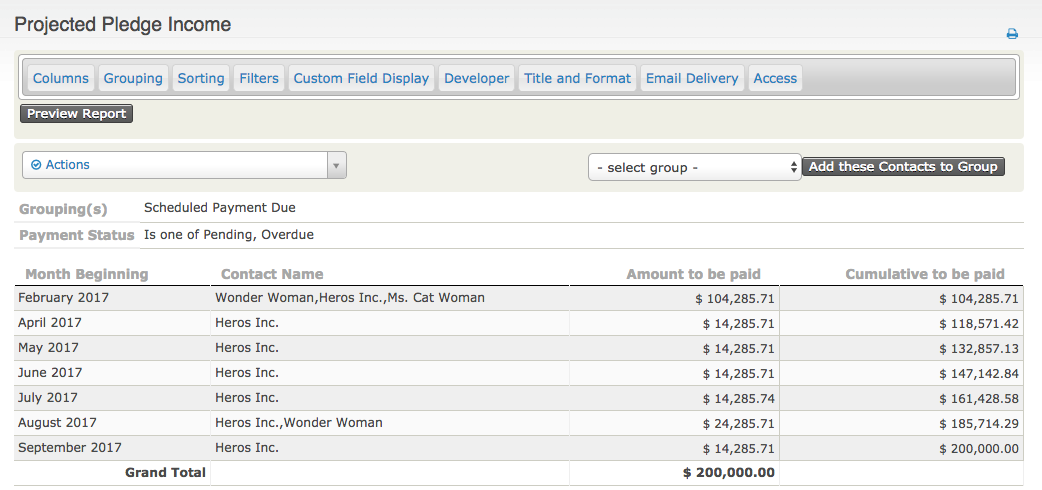 Projected Pledge Income
Columns Grouping Sorting Filters Custom Field Display Developer Title and Format Email Delivery Access
Preview Report
Actions - select group - Add these Contacts to Group
Grouping(s) Scheduled Payment Due
Payment Status Is one of Pending, Overdue
Month Beginning Contact Name Amount to be paid Cumulative to be paid
February 2017 Wonder Woman,Heros Inc.,Ms. Cat Woman $ 104,285.71 $ 104,285.71
April 2017 Heros Inc. $ 14,285.71 $ 118,571.42
May 2017 Heros Inc. $ 14,285.71 $ 132,857.13
June 2017 Heros Inc. $ 14,285.71 $ 147,142.84
July 2017 Heros Inc. $ 14,285.74 $ 161,428.58
August 2017 Heros Inc.,Wonder Woman $ 24,285.71 $ 185,714.29
September 2017 Heros Inc. $ 14,285.71 $ 200,000.00
Grand Total $ 200,000.00